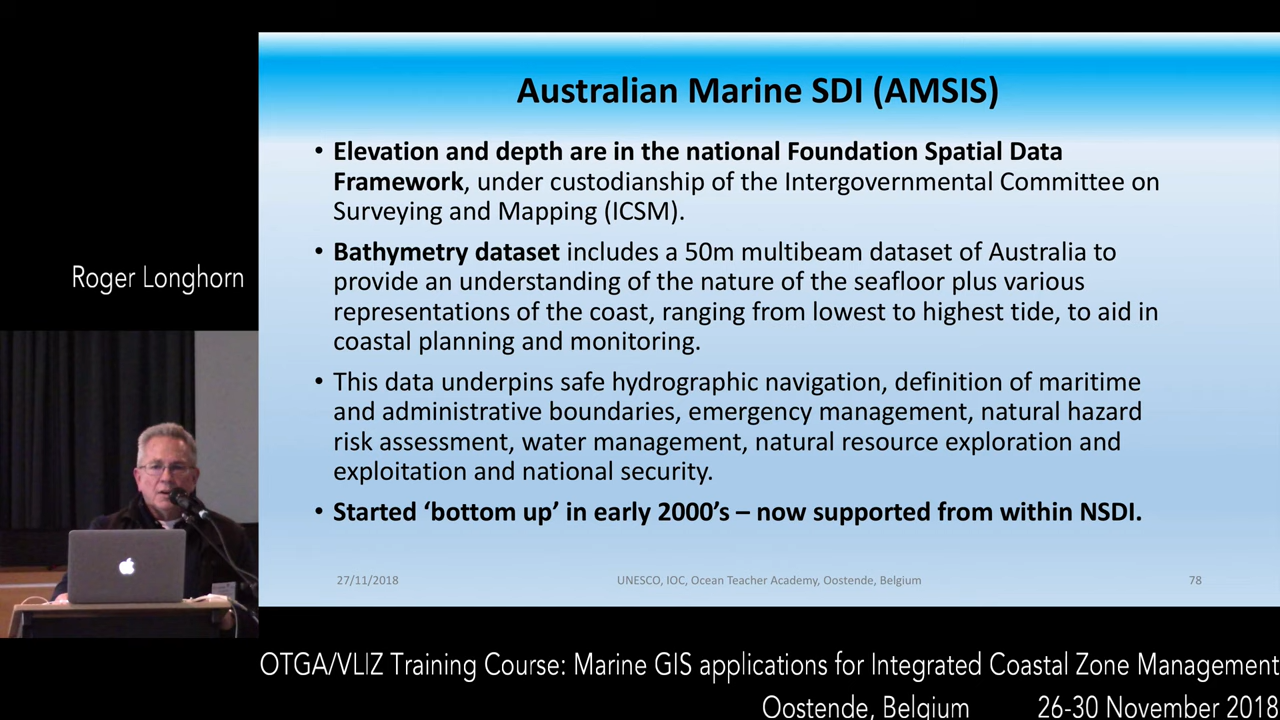 Australian Marine SDI (AMSIS)
• Elevation and depth are in the national Foundation Spatial Data
Framework, under custodianship of the Intergovernmental Committee on
Surveying and Mapping (ICSM).
• Bathymetry dataset includes a 50m multibeam dataset of Australia to
provide an understanding of the nature of the seafloor plus various
representations of the coast, ranging from lowest to highest tide, to aid in
coastal planning and monitoring.
• This data underpins safe hydrographic navigation, definition of maritime
and administrative boundaries, emergency management, natural hazard
risk assessment, water management, natural resource exploration and
exploitation and national security.
• Started ‘bottom up’ in early 2000’s – now supported from within NSDI.
27/11/2018 UNESCO, IOC, Ocean Teacher Academy, Oostende, Belgium 78
Roger Longhorn
OTGA/VLIZ Training Course: Marine GIS applications for Integrated Coastal Zone Management
Oostende, Belgium 26-30 November 2018